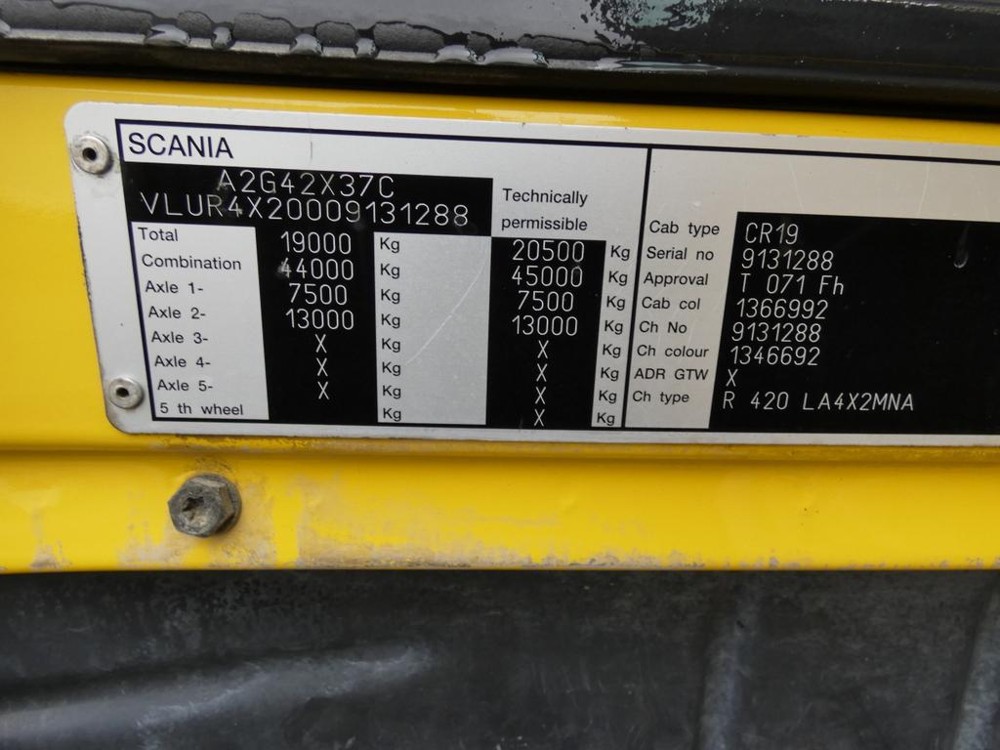 SCANIA
A2G42X37C
VLUR4X20009131288
Technically
permissible
Total 19000 Kg 20500 Kg
Combination 44000 Kg 45000 Kg
Axle 1- 7500 Kg 7500 Kg
Axle 2- 13000 Kg 13000 Kg
Axle 3- X Kg X Kg
Axle 4- X Kg X Kg
Axle 5- X Kg X Kg
5 th wheel Kg X Kg
Cab type CR19
Serial no 9131288
Approval T 071 Fh
Cab col 1366992
Ch No 9131288
Ch colour 1346692
ADR GTW X
Ch type R 420 LA4X2MNA